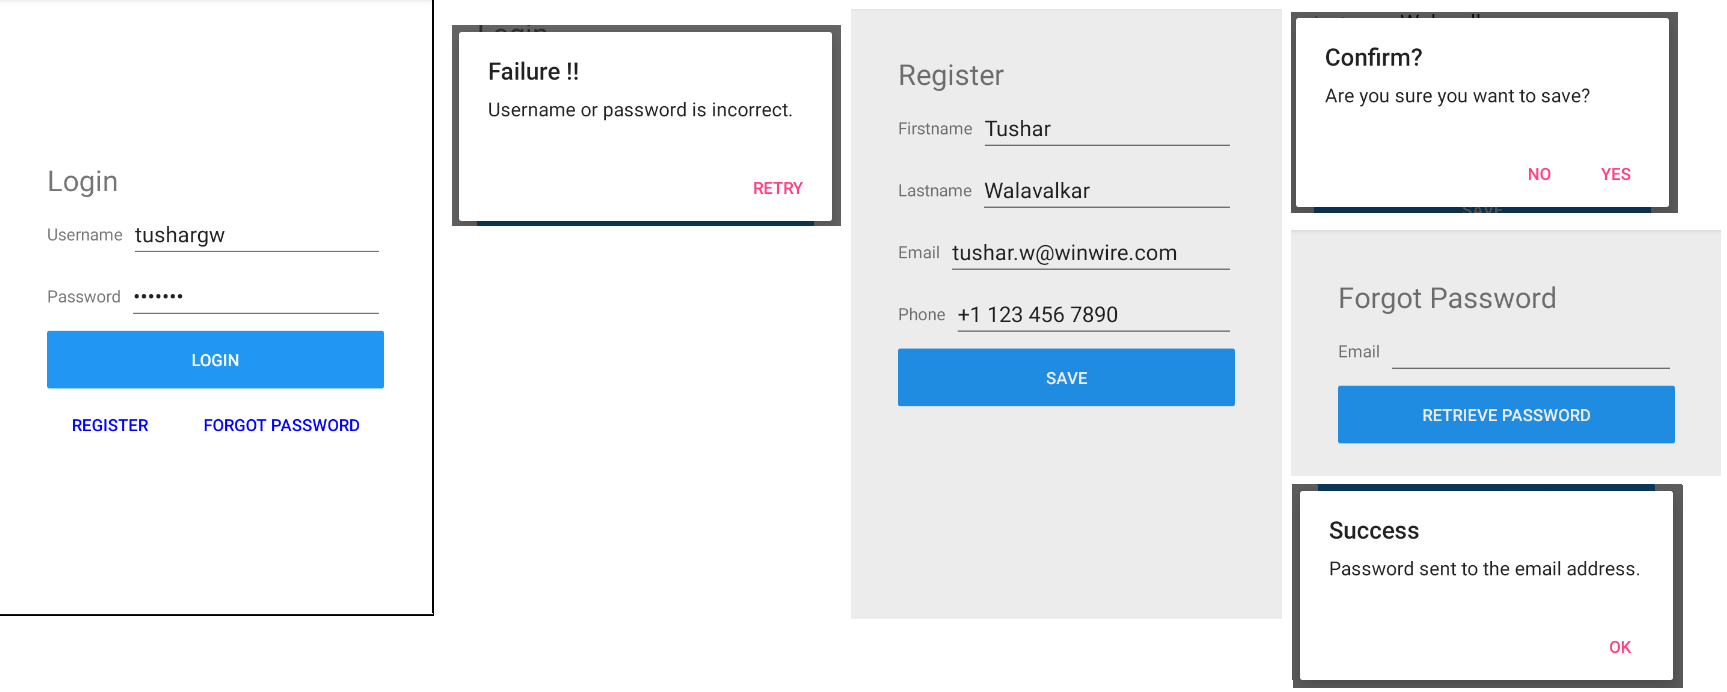 Login
Username tushargw
Password •••••••
LOGIN
REGISTER FORGOT PASSWORD
Login
Failure !!
Username or password is incorrect.
RETRY
Register
Firstname Tushar
Lastname Walavalkar
Email tushar.w@winwire.com
Phone +1 123 456 7890
SAVE
Confirm?
Are you sure you want to save?
NO YES
SAVE
Forgot Password
Email
RETRIEVE PASSWORD
Success
Password sent to the email address.
OK